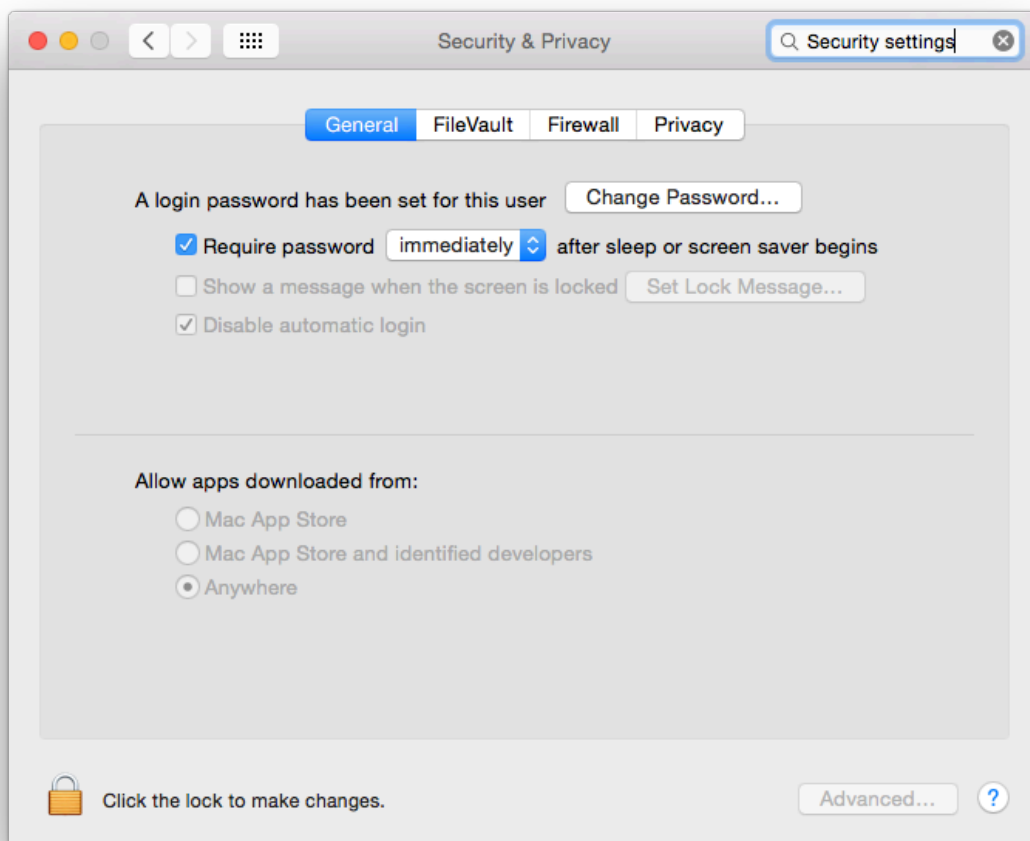 Security & Privacy
Security settings
General FileVault Firewall Privacy
A login password has been set for this user Change Password...
Require password immediately after sleep or screen saver begins
Show a message when the screen is locked Set Lock Message...
Disable automatic login
Allow apps downloaded from:
Mac App Store
Mac App Store and identified developers
Anywhere
Click the lock to make changes.
Advanced... ?